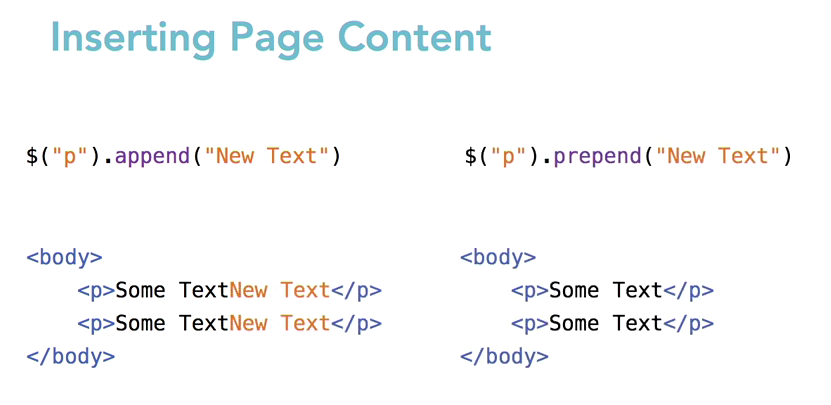 Inserting Page Content
$("p").append("New Text")
<body>
    <p>Some TextNew Text</p>
    <p>Some TextNew Text</p>
</body>
$("p").prepend("New Text")
<body>
    <p>Some Text</p>
    <p>Some Text</p>
</body>